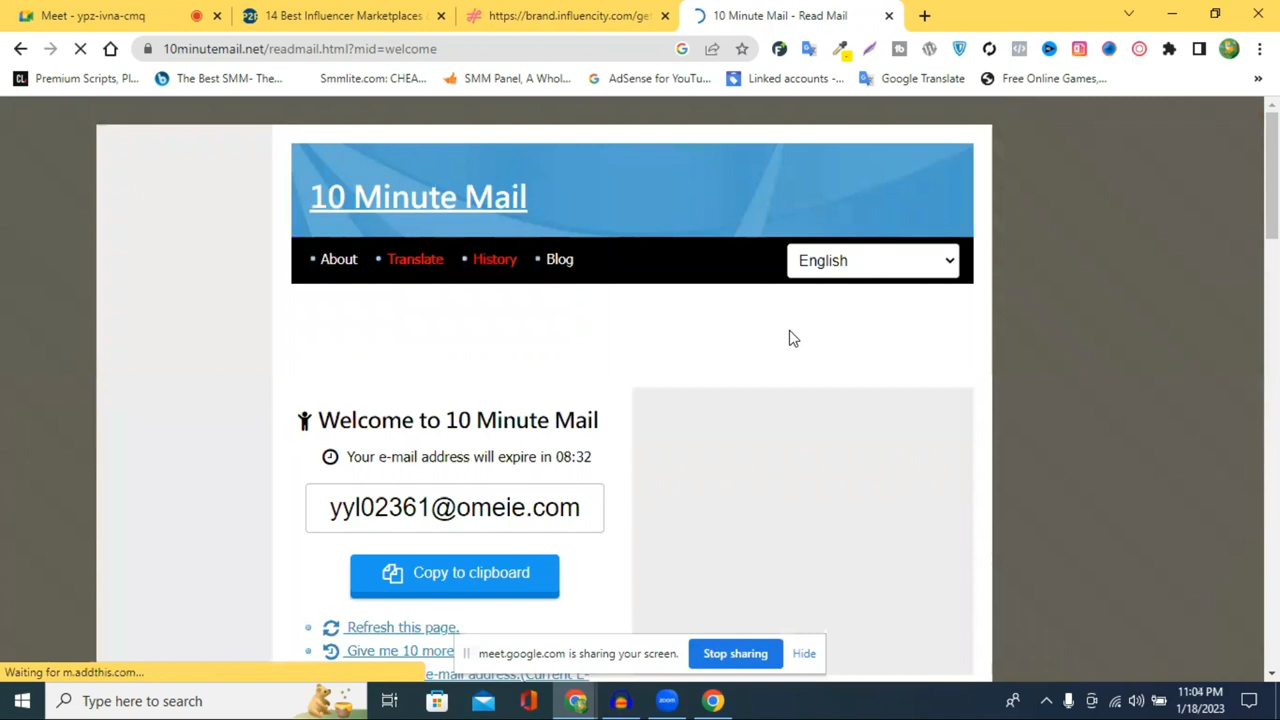 Meet - ypz-ivna-cmq
14 Best Influencer Marketplaces
https://brand.influencity.com/get
10 Minute Mail - Read Mail
10minutemail.net/readmail.html?mid=welcome
Premium Scripts, Pl...
The Best SMM- The...
Smmlite.com: CHEA...
SMM Panel, A Whol...
AdSense for YouTu...
Linked accounts -...
Google Translate
Free Online Games,...
10 Minute Mail
About
Translate
History
Blog
English
Welcome to 10 Minute Mail
Your e-mail address will expire in 08:32
yyl02361@omeie.com
Copy to clipboard
Refresh this page.
Give me 10 more
e-mail address.(Current E-
meet.google.com is sharing your screen.
Stop sharing
Hide
Waiting for m.addthis.com...
Type here to search
11:04 PM
1/18/2023